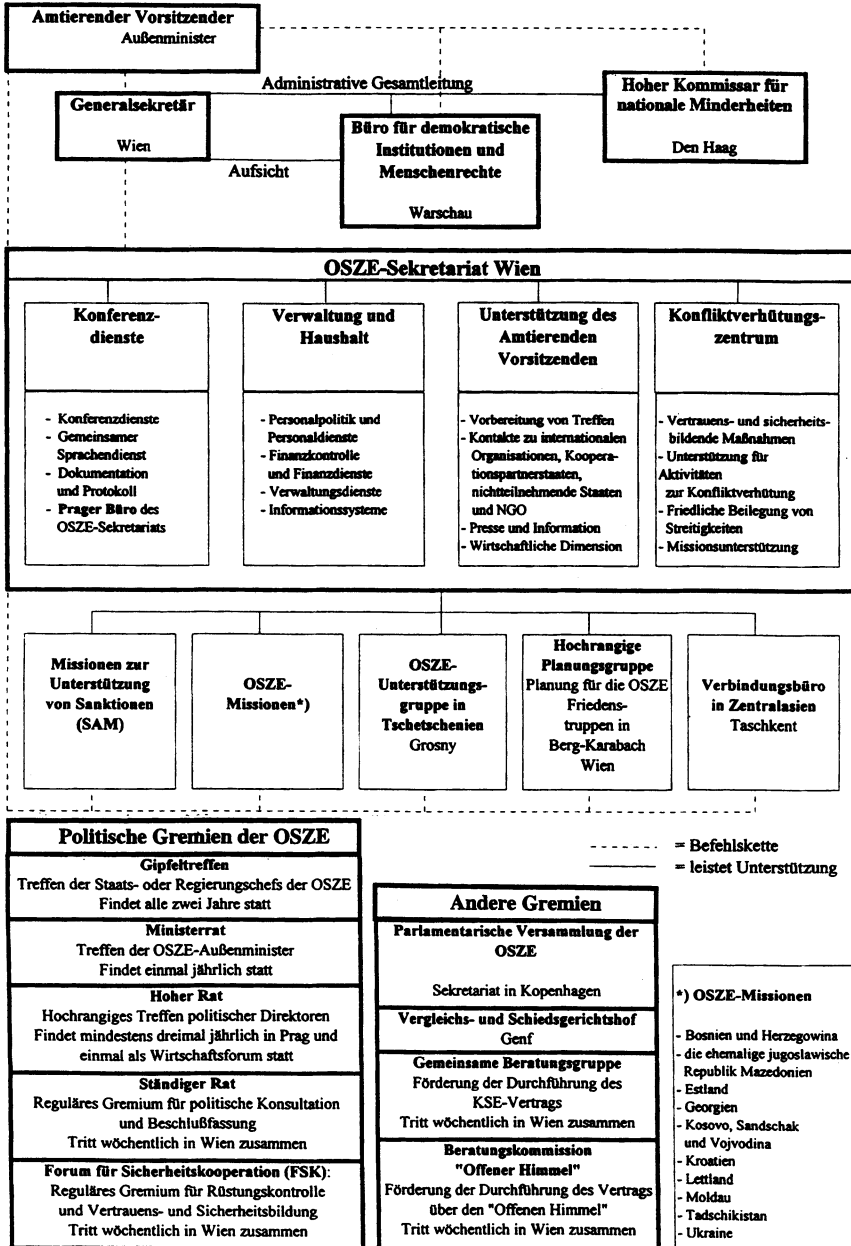 Amtierender Vorsitzender
Außenminister
Administrative Gesamtleitung
Generalsekretär
Wien
Aufsicht
Büro für demokratische
Institutionen und
Menschenrechte
Warschau
Hoher Kommissar für
nationale Minderheiten
Den Haag
OSZE-Sekretariat Wien
Konferenz-
dienste
- Konferenzdienste
- Gemeinsamer
Sprachendienst
- Dokumentation
und Protokoll
- Prager Büro des
OSZE-Sekretariats
Verwaltung und
Haushalt
- Personalpolitik und
Personaldienste
- Finanzkontrolle
und Finanzdienste
- Verwaltungsdienste
- Informationssysteme
Unterstützung des
Amtierenden
Vorsitzenden
- Vorbereitung von Treffen
- Kontakte zu internationalen
Organisationen, Koopera-
tionspartnerstaaten,
nichtteilnehmende Staaten
und NGO
- Presse und Information
- Wirtschaftliche Dimension
Konfliktverhütungs-
zentrum
- Vertrauens- und sicherheits-
bildende Maßnahmen
- Unterstützung für
Aktivitäten
zur Konfliktverhütung
- Friedliche Beilegung von
Streitigkeiten
- Missionsunterstützung
Missionen zur
Unterstützung
von Sanktionen
(SAM)
OSZE-
Missionen*)
OSZE-
Unterstützungs-
gruppe in
Tschetschenien
Grosny
Hochrangige
Planungsgruppe
Planung für die OSZE
Friedens-
truppen in
Berg-Karabach
Wien
Verbindungsbüro
in Zentralasien
Taschkent
Politische Gremien der OSZE
Gipfeltreffen
Treffen der Staats- oder Regierungschefs der OSZE
Findet alle zwei Jahre statt
Ministerrat
Treffen der OSZE-Außenminister
Findet einmal jährlich statt
Hoher Rat
Hochrangiges Treffen politischer Direktoren
Findet mindestens dreimal jährlich in Prag und
einmal als Wirtschaftsforum statt
Ständiger Rat
Reguläres Gremium für politische Konsultation
und Beschlußfassung
Tritt wöchentlich in Wien zusammen
Forum für Sicherheitskooperation (FSK):
Reguläres Gremium für Rüstungskontrolle
und Vertrauens- und Sicherheitsbildung
Tritt wöchentlich in Wien zusammen
= Befehlskette
= leistet Unterstützung
Andere Gremien
Parlamentarische Versammlung der
OSZE
Sekretariat in Kopenhagen
Vergleichs- und Schiedsgerichtshof
Genf
Gemeinsame Beratungsgruppe
Förderung der Durchführung des
KSE-Vertrags
Tritt wöchentlich in Wien zusammen
Beratungskommission
"Offener Himmel"
Förderung der Durchführung des Vertrags
über den "Offenen Himmel"
Tritt wöchentlich in Wien zusammen
*) OSZE-Missionen
- Bosnien und Herzegowina
- die ehemalige jugoslawische
Republik Mazedonien
- Estland
- Georgien
- Kosovo, Sandschak
und Vojvodina
- Kroatien
- Lettland
- Moldau
- Tadschikistan
- Ukraine